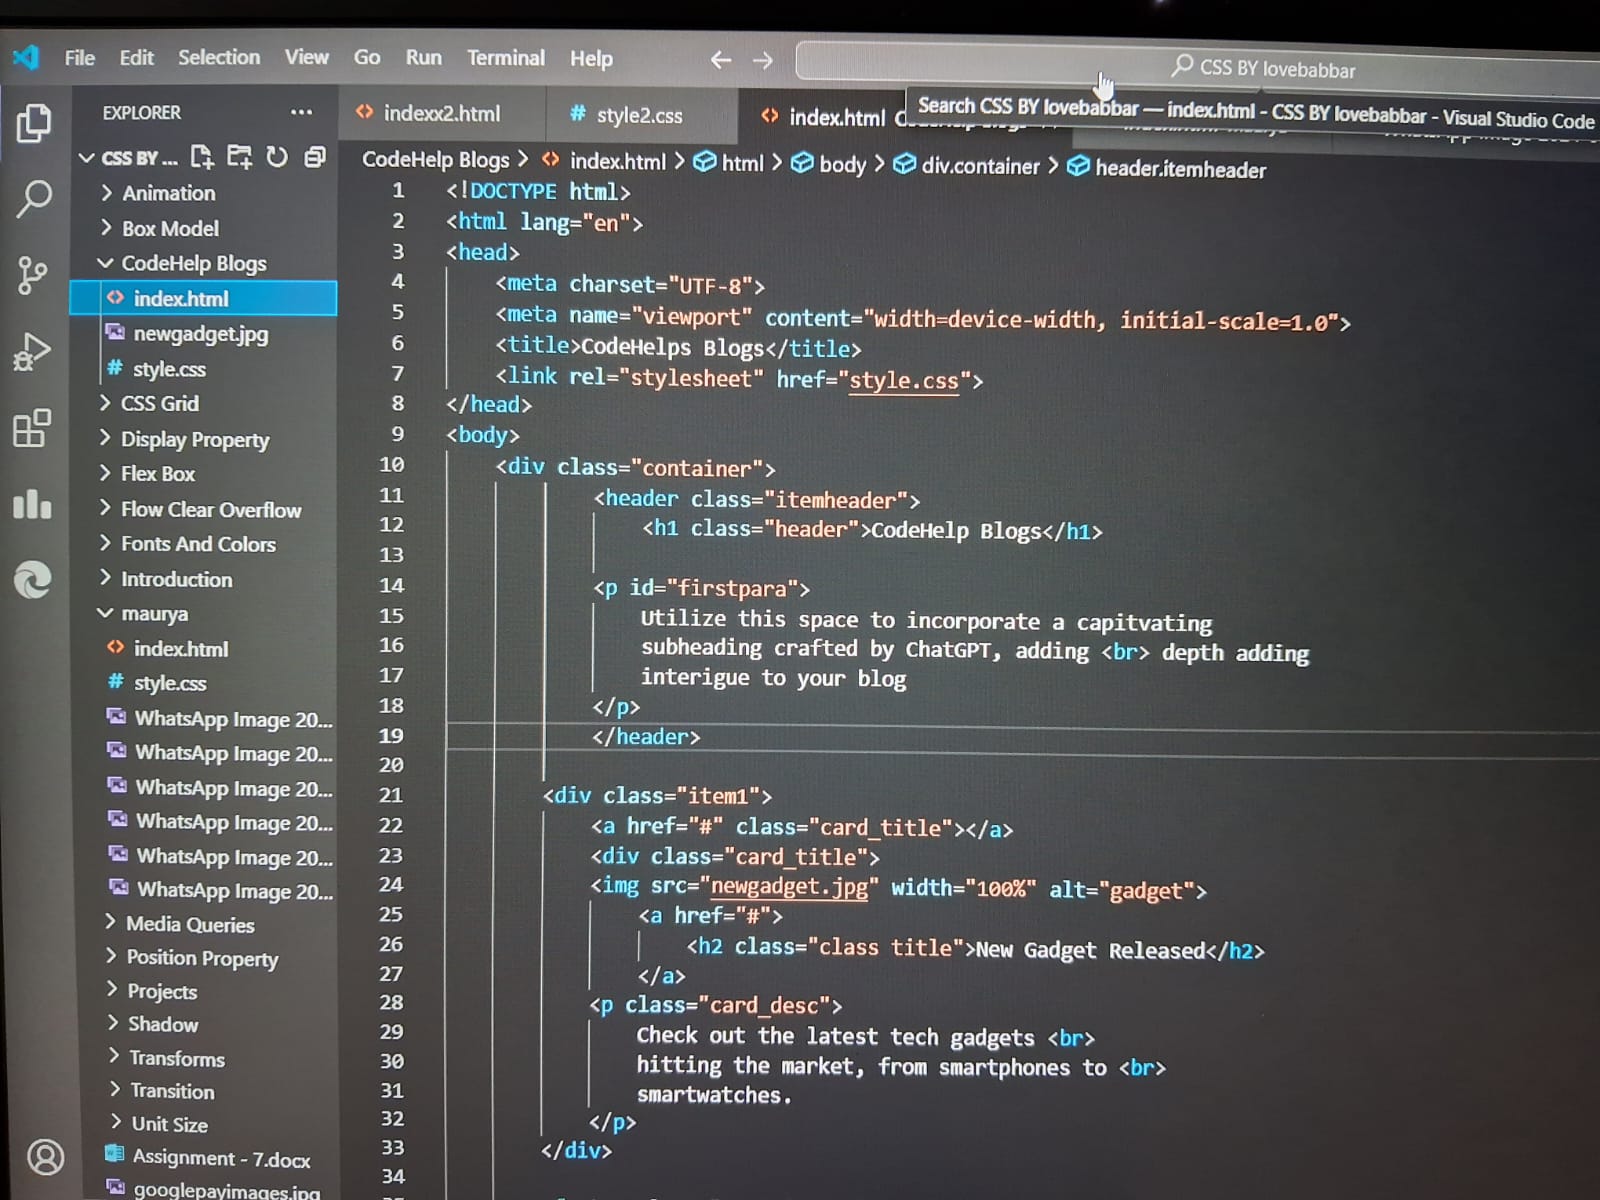 File Edit Selection View Go Run Terminal Help
CSS BY lovebabbar
Search CSS BY lovebabbar — index.html - CSS BY lovebabbar - Visual Studio Code
EXPLORER
CSS BY ...
Animation
Box Model
CodeHelp Blogs
index.html
newgadget.jpg
style.css
CSS Grid
Display Property
Flex Box
Flow Clear Overflow
Fonts And Colors
Introduction
maurya
index.html
style.css
WhatsApp Image 20...
WhatsApp Image 20...
WhatsApp Image 20...
WhatsApp Image 20...
WhatsApp Image 20...
WhatsApp Image 20...
Media Queries
Position Property
Projects
Shadow
Transforms
Transition
Unit Size
Assignment - 7.docx
googlepayimages.jpg
indexx2.html # style2.css index.html
CodeHelp Blogs > index.html > html > body > div.container > header.itemheader
1 <!DOCTYPE html>
2 <html lang="en">
3 <head>
4 <meta charset="UTF-8">
5 <meta name="viewport" content="width=device-width, initial-scale=1.0">
6 <title>CodeHelps Blogs</title>
7 <link rel="stylesheet" href="style.css">
8 </head>
9 <body>
10 <div class="container">
11 <header class="itemheader">
12 <h1 class="header">CodeHelp Blogs</h1>
13
14 <p id="firstpara">
15 Utilize this space to incorporate a capitvating
16 subheading crafted by ChatGPT, adding <br> depth adding
17 interigue to your blog
18 </p>
19 </header>
20
21 <div class="item1">
22 <a href="#" class="card_title"></a>
23 <div class="card_title">
24 <img src="newgadget.jpg" width="100%" alt="gadget">
25 <a href="#">
26 <h2 class="class title">New Gadget Released</h2>
27 </a>
28 <p class="card_desc">
29 Check out the latest tech gadgets <br>
30 hitting the market, from smartphones to <br>
31 smartwatches.
32 </p>
33 </div>
34